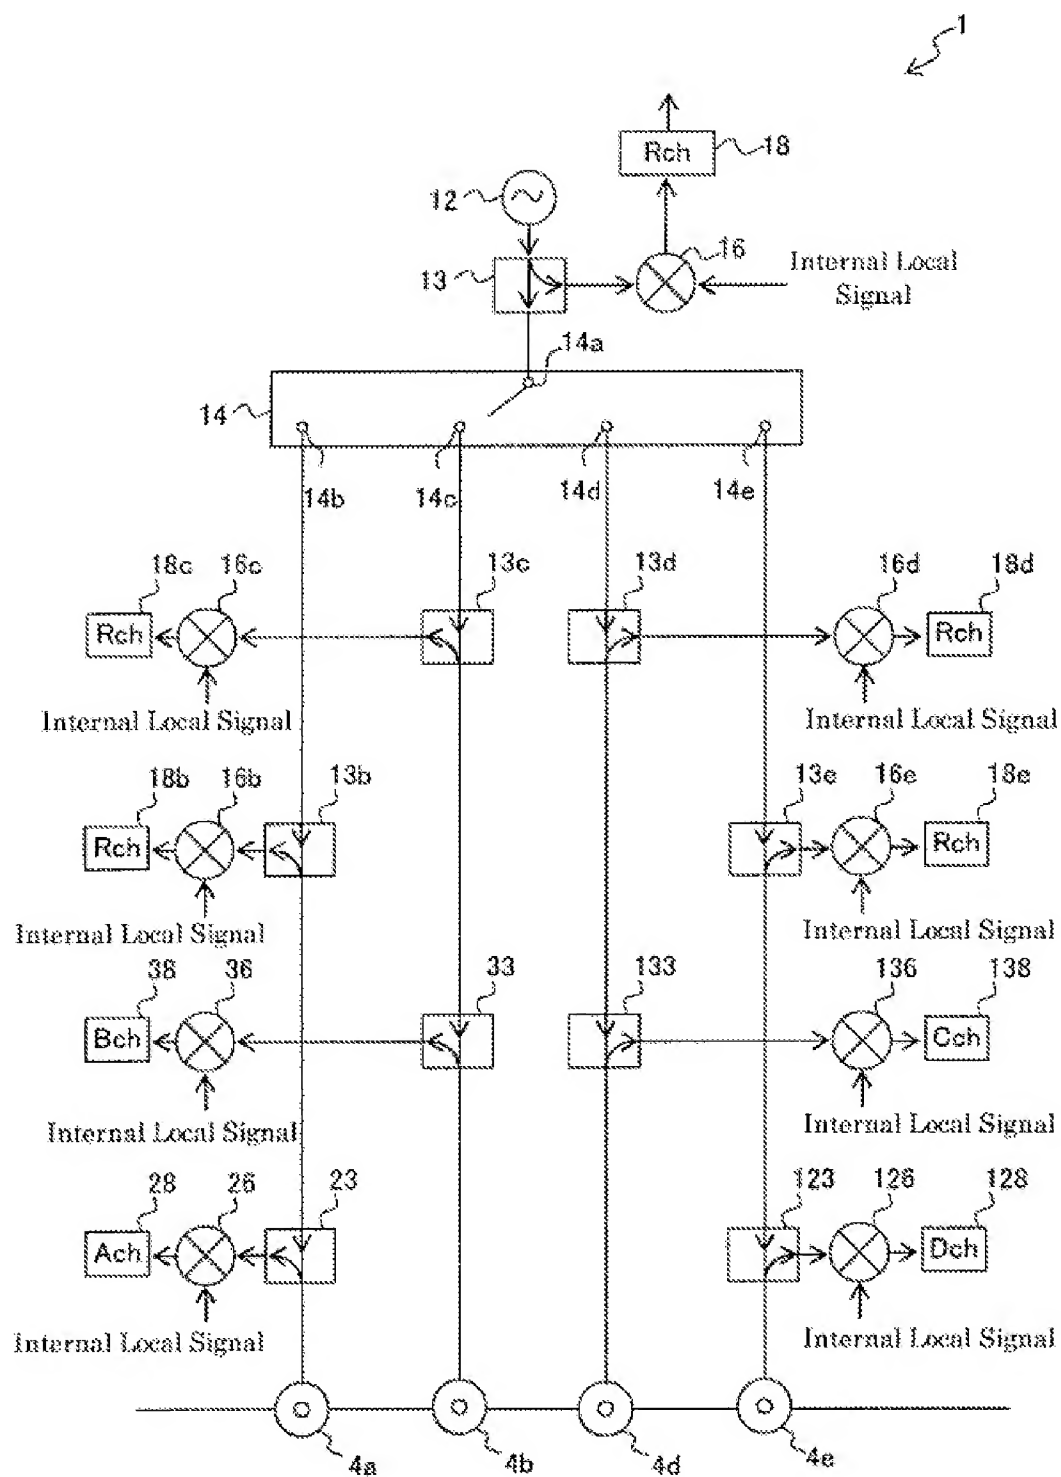 1
Rch
18
12
16
13
Internal Local
Signal
14a
14
14b
14c
14d
14e
18c
16c
13c
13d
16d
18d
Rch
Rch
Internal Local Signal
Internal Local Signal
18b
16b
13b
13e
16e
18e
Rch
Rch
Internal Local Signal
Internal Local Signal
38
36
33
133
136
138
Bch
Cch
Internal Local Signal
Internal Local Signal
28
26
23
123
126
128
Ach
Dch
Internal Local Signal
Internal Local Signal
4a
4b
4d
4e